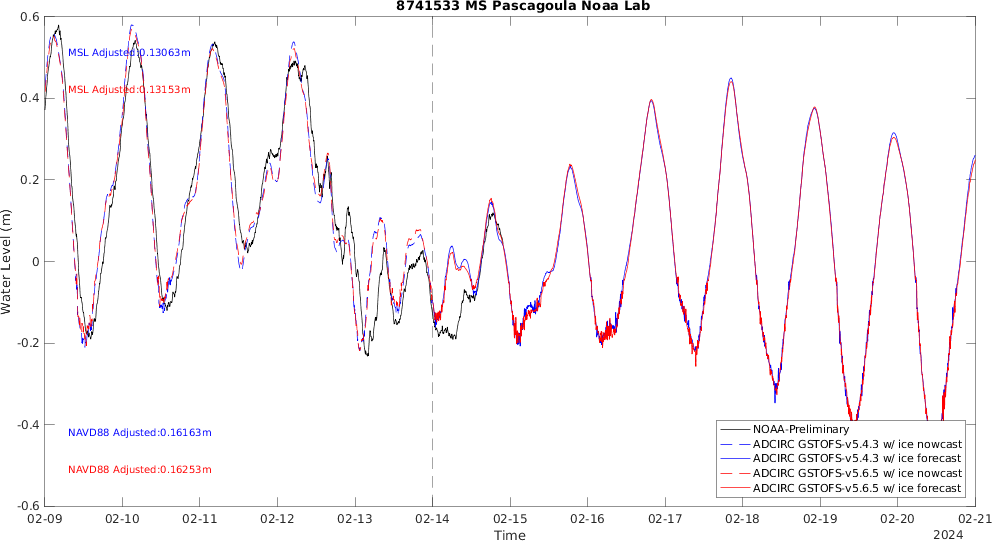 8741533 MS Pascagoula Noaa Lab
0.6
MSL Adjusted:0.13063m
MSL Adjusted:0.13153m
0.4
0.2
0
-0.2
-0.4
-0.6
Water Level (m)
NAVD88 Adjusted:0.16163m
NAVD88 Adjusted:0.16253m
NOAA-Preliminary
ADCIRC GSTOFS-v5.4.3 w/ ice nowcast
ADCIRC GSTOFS-v5.4.3 w/ ice forecast
ADCIRC GSTOFS-v5.6.5 w/ ice nowcast
ADCIRC GSTOFS-v5.6.5 w/ ice forecast
02-09 02-10 02-11 02-12 02-13 02-14 02-15 02-16 02-17 02-18 02-19 02-20 02-21
Time
2024